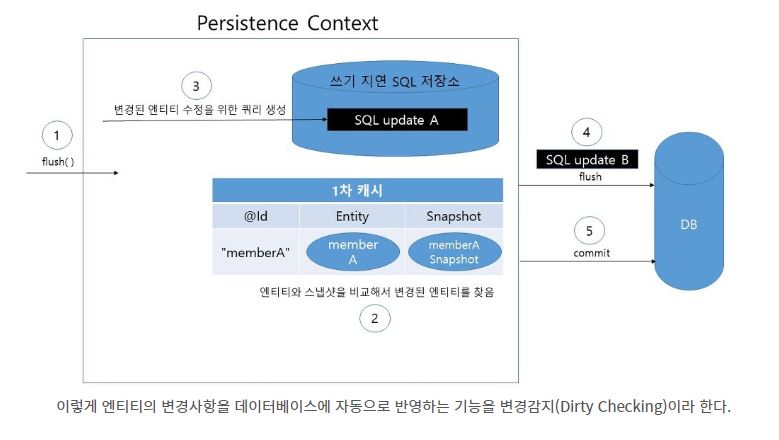 Persistence Context
쓰기 지연 SQL 저장소
3
변경된 엔티티 수정을 위한 쿼리 생성
SQL update A
1
flush( )
4
SQL update B
flush
1차 캐시
@Id Entity Snapshot
"memberA" member A memberA Snapshot
DB
5
commit
엔티티와 스냅샷을 비교해서 변경된 엔티티를 찾음
2
이렇게 엔티티의 변경사항을 데이터베이스에 자동으로 반영하는 기능을 변경감지(Dirty Checking)이라 한다.